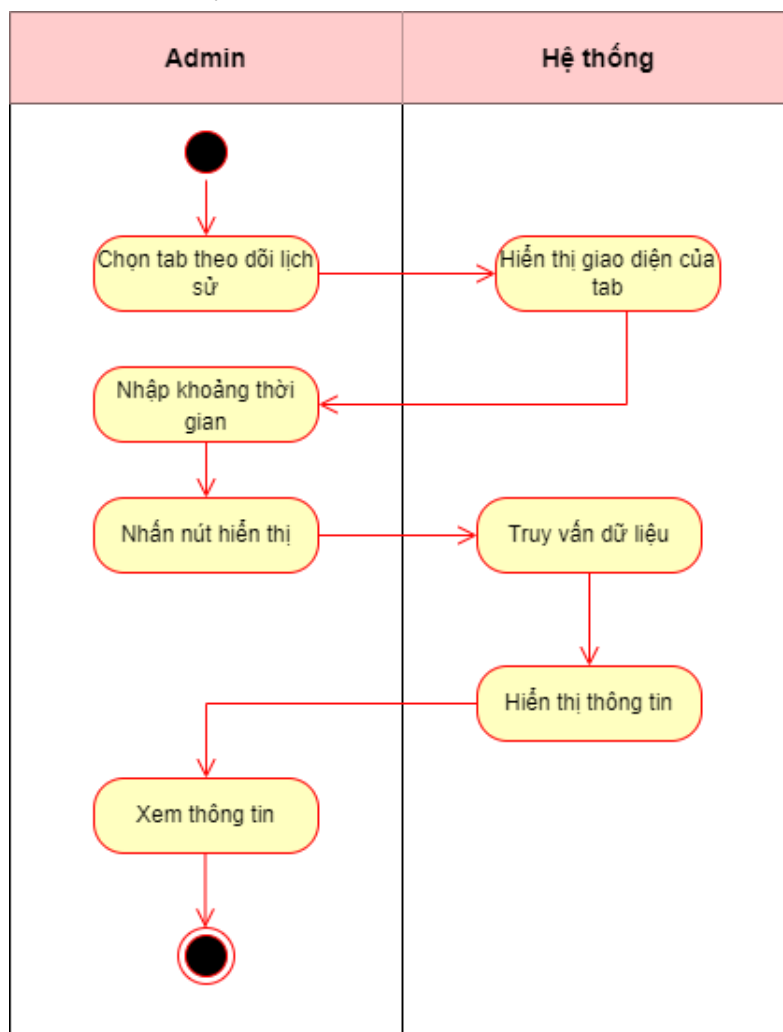 Admin
Hệ thống
Chọn tab theo dõi lịch
sử
Hiển thị giao diện của
tab
Nhập khoảng thời
gian
Nhấn nút hiển thị
Truy vấn dữ liệu
Hiển thị thông tin
Xem thông tin